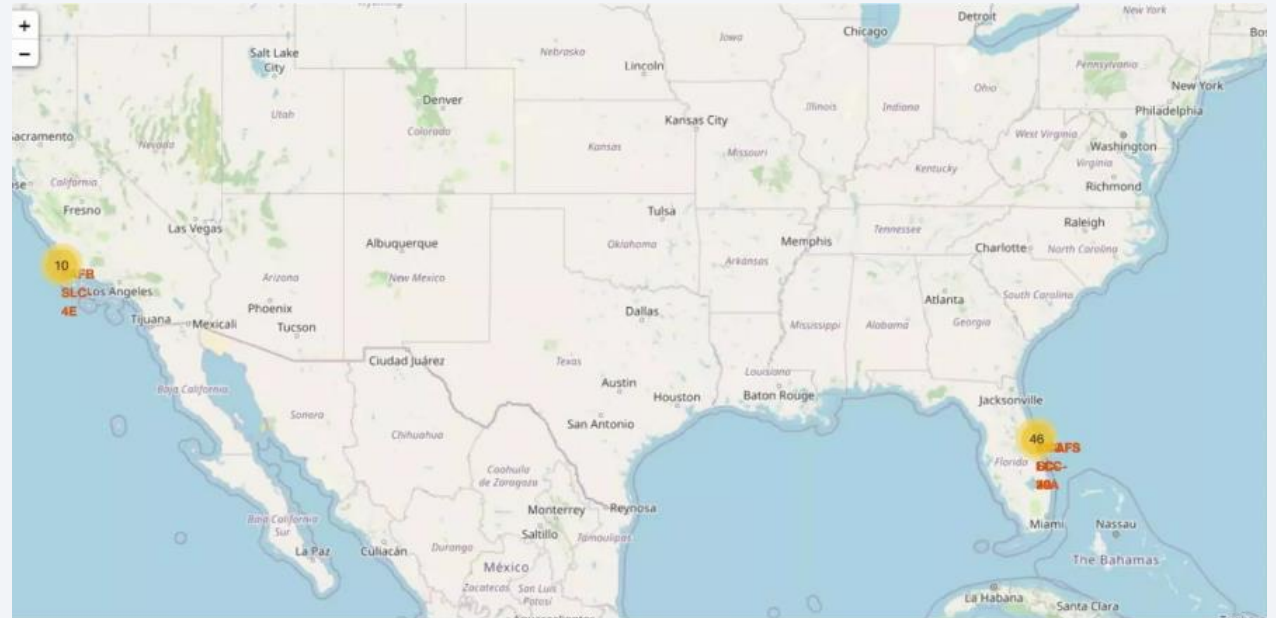 +
−
Wyoming
Salt Lake
City
Nebraska
Iowa
Chicago
Detroit
New York
Lincoln
Pennsylvania
New York
Denver
Utah
Colorado
Illinois
Indiana
Ohio
Philadelphia
Kansas City
acramento
Nevada
Kansas
Missouri
West Virginia
Washington
Virginia
Kentucky
Richmond
se
California
Fresno
Las Vegas
Tulsa
Raleigh
Albuquerque
Oklahoma
Memphis
Tennessee
Charlotte
North Carolina
10
AFB
SLC-
4E
Los Angeles
Arizona
New Mexico
Arkansas
Phoenix
Tucson
Dallas
Atlanta
South Carolina
Tijuana
Mexicali
Mississippi
Alabama
Georgia
Ciudad Juárez
Texas
Louisiana
Baja California
Austin
Houston
Baton Rouge
Jacksonville
Sonora
Chihuahua
San Antonio
46
AFS
Florida
Coahuila
de Zaragoza
Monterrey
Reynosa
Saltillo
Tamaulipas
Baja California
Sur
Miami
Nassau
La Paz
Culiacán
Durango
México
The Bahamas
Zacatecas
San Luis
Potosí
La Habana
Santa Clara